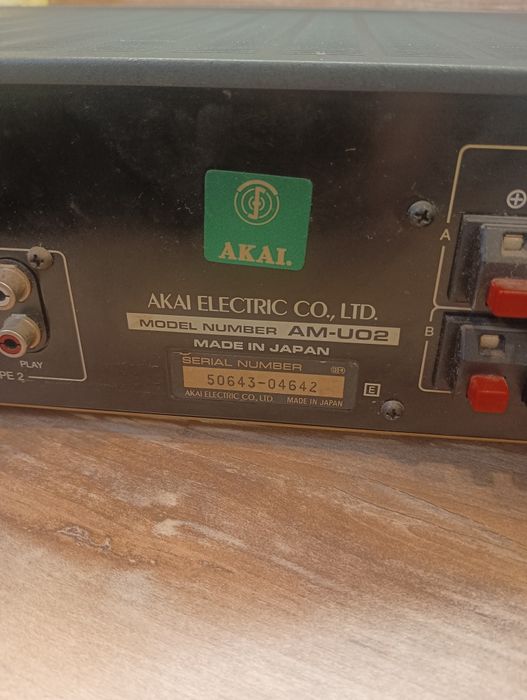 AKAI.
AKAI ELECTRIC CO., LTD.
MODEL NUMBER AM-U02
MADE IN JAPAN
SERIAL NUMBER
50643-04642
AKAI ELECTRIC CO., LTD. MADE IN JAPAN
E
PLAY
PE 2
A
B